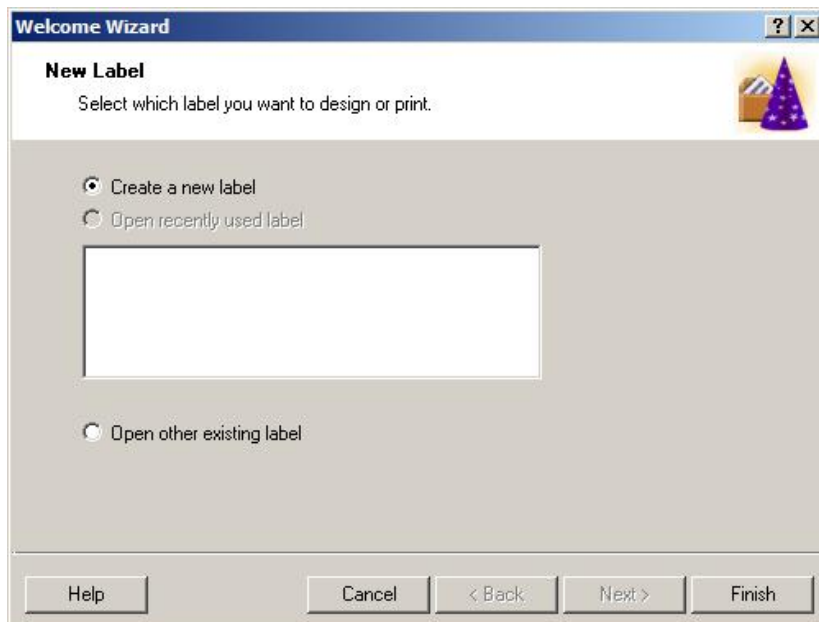 Welcome Wizard
New Label
Select which label you want to design or print.
Create a new label
Open recently used label
Open other existing label
Help
Cancel
< Back
Next >
Finish